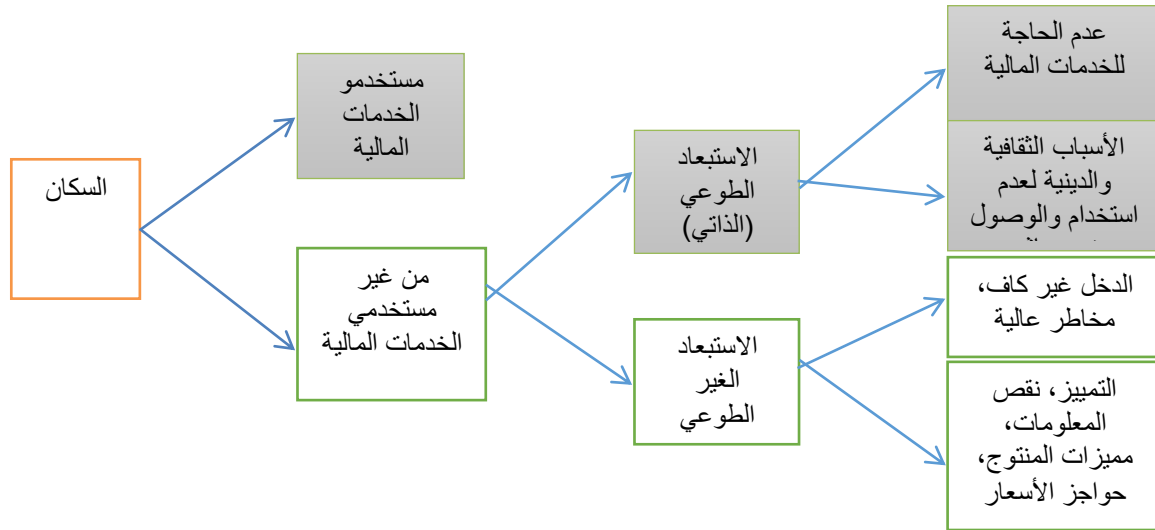 السكان
مستخدمو
الخدمات
المالية
من غير
مستخدمي
الخدمات المالية
الاستبعاد
الطوعي
(الذاتي)
الاستبعاد
الغير
الطوعي
عدم الحاجة
للخدمات المالية
الأسباب الثقافية
والدينية لعدم
استخدام والوصول
الدخل غير كاف،
مخاطر عالية
التمييز، نقص
المعلومات،
مميزات المنتوج،
حواجز الأسعار